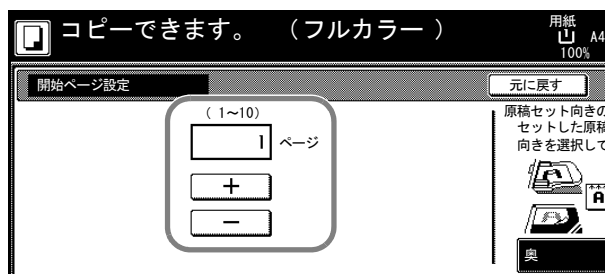 コピーできます。 （フルカラー ）
用紙
A4
100%
開始ページ設定
元に戻す
( 1～10)
1 ページ
＋
－
原稿セット向きの
セットした原稿
向きを選択して
A
奥